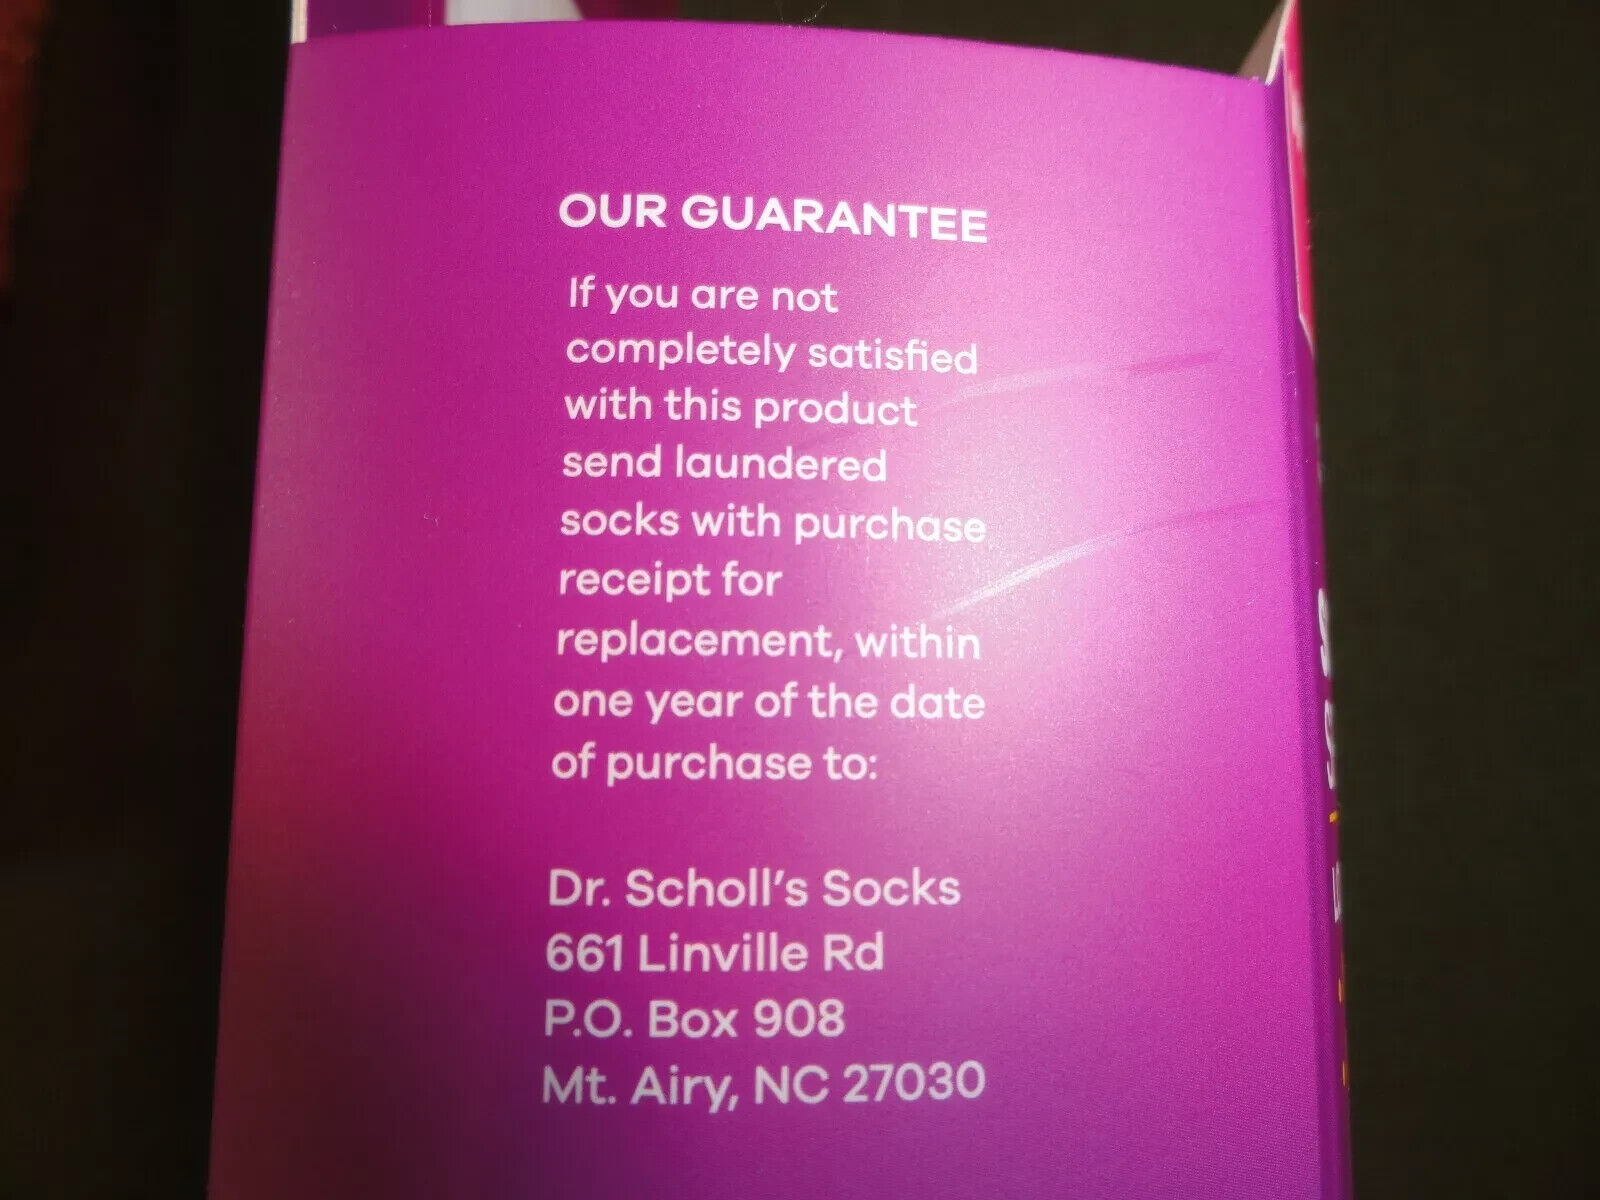 OUR GUARANTEE
If you are not
completely satisfied
with this product
send laundered
socks with purchase
receipt for
replacement, within
one year of the date
of purchase to:
Dr. Scholl's Socks
661 Linville Rd
P.O. Box 908
Mt. Airy, NC 27030